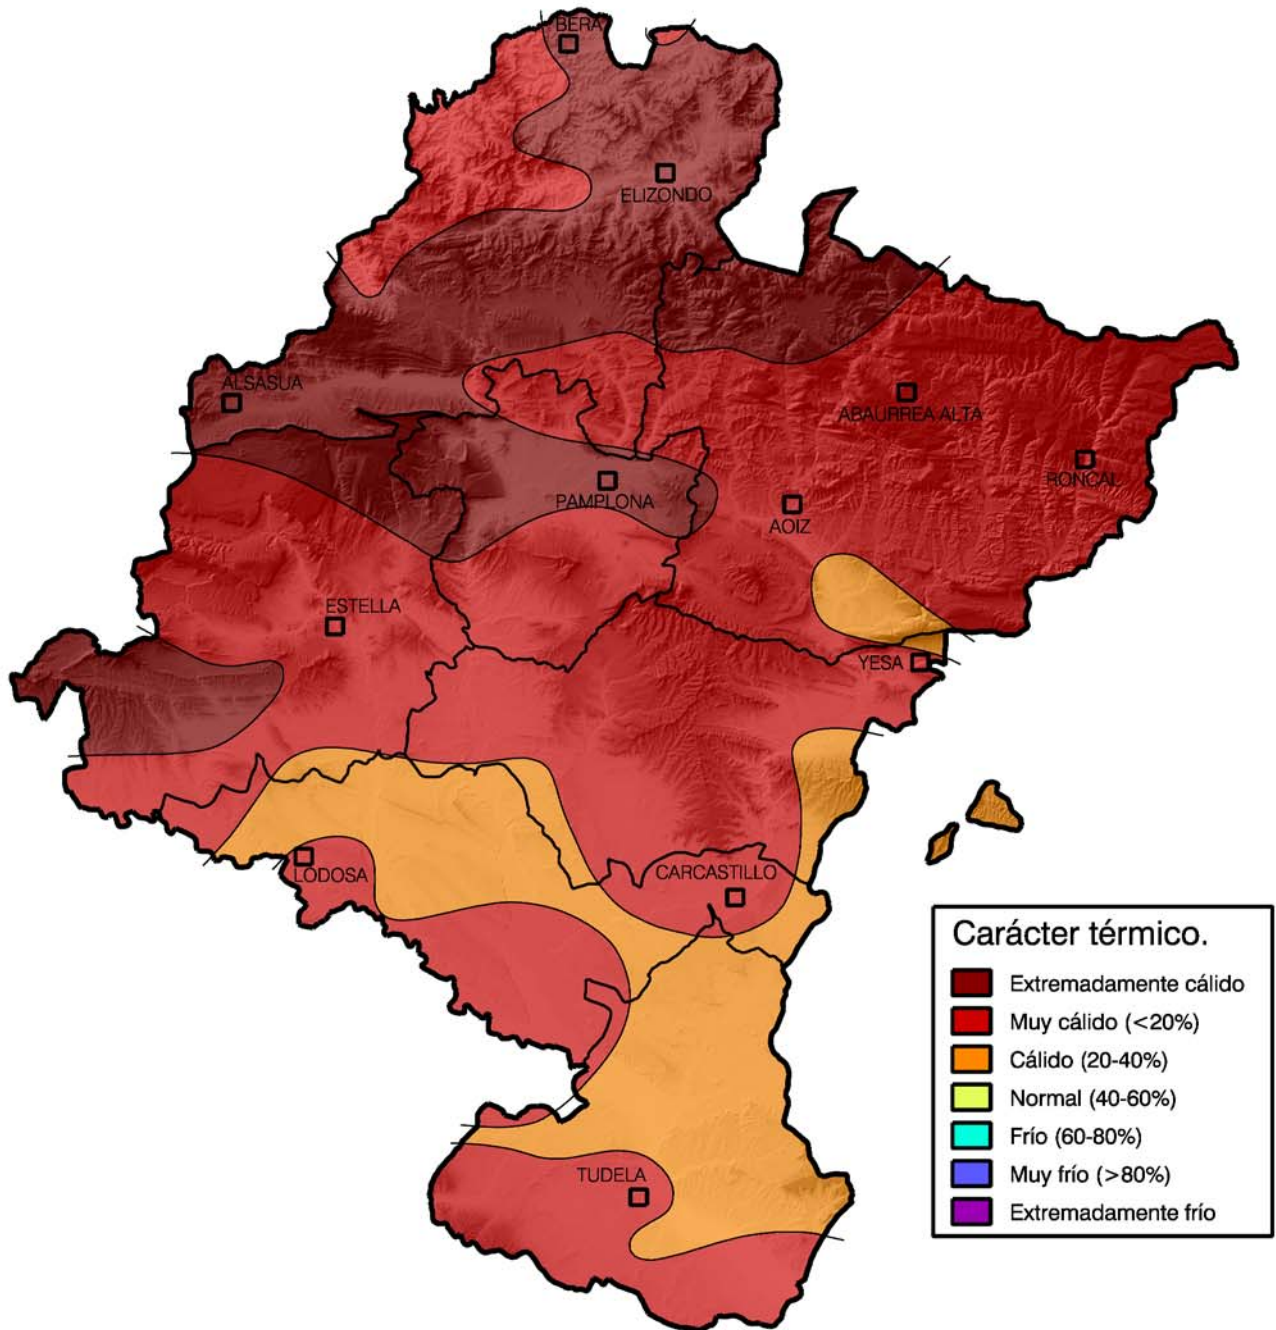 BERA
ELIZONDO
ALSASUA
ABAURREA ALTA
RONCAL
PAMPLONA
AOIZ
ESTELLA
YESA
LODOSA
CARCASTILLO
TUDELA
Carácter térmico.
Extremadamente cálido
Muy cálido (<20%)
Cálido (20-40%)
Normal (40-60%)
Frío (60-80%)
Muy frío (>80%)
Extremadamente frío